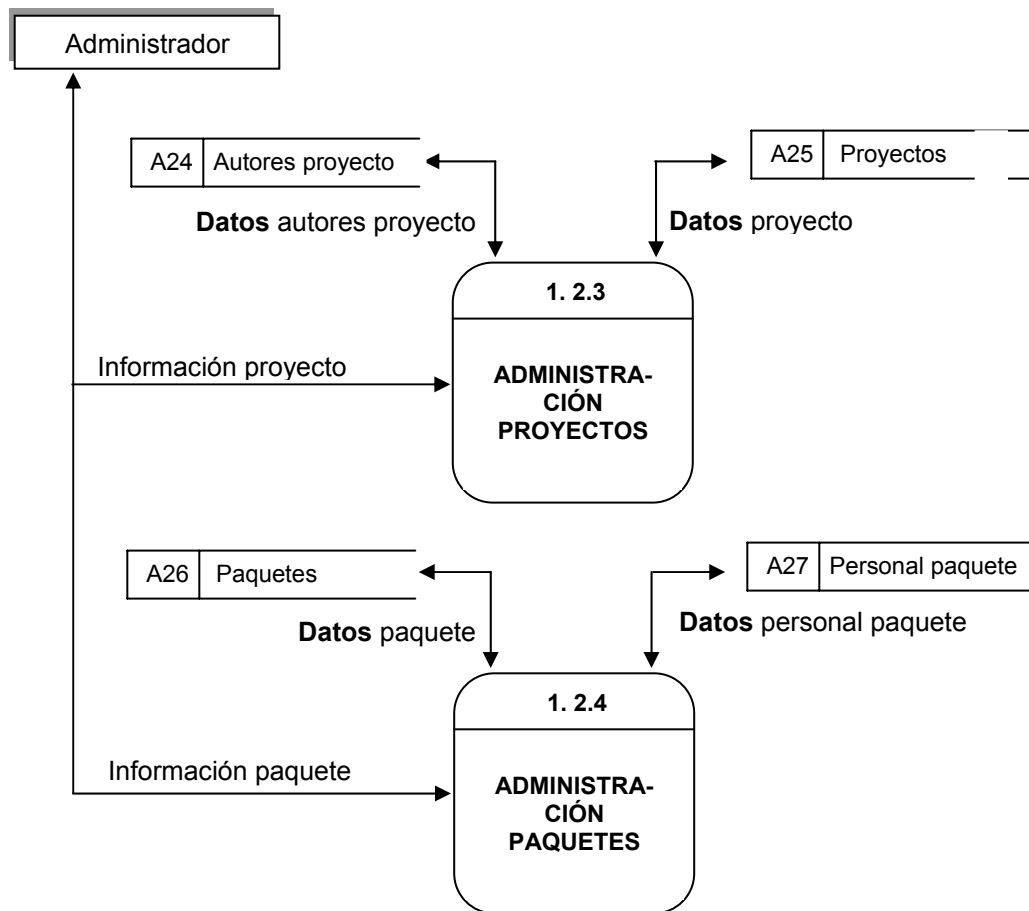 Administrador
A24 Autores proyecto
A25 Proyectos
Datos autores proyecto
Datos proyecto
1. 2.3
Información proyecto
ADMINISTRA-
CIÓN
PROYECTOS
A26 Paquetes
A27 Personal paquete
Datos paquete
Datos personal paquete
1. 2.4
Información paquete
ADMINISTRA-
CIÓN
PAQUETES